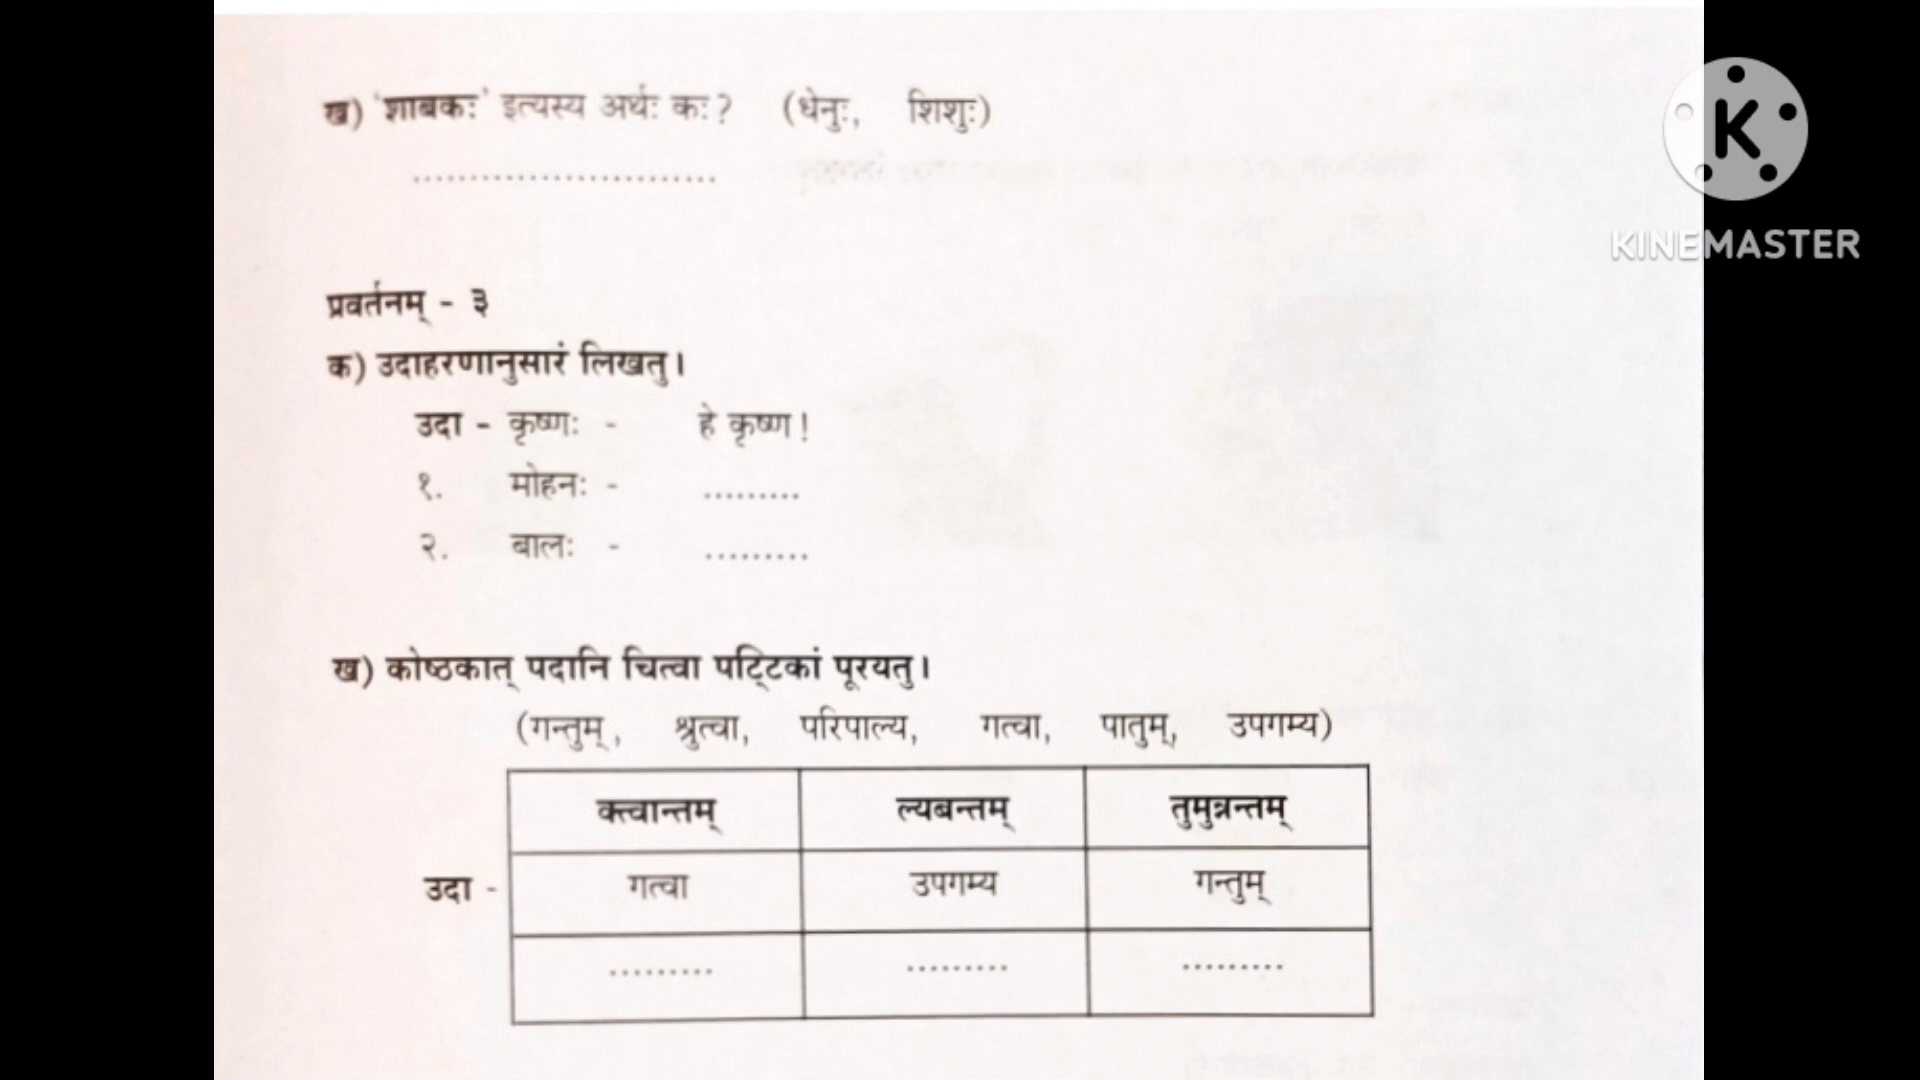 ख) 'शाबकः' इत्यस्य अर्थः कः? (धेनुः, शिशुः)
..........................
KINEMASTER
प्रवर्तनम् - ३
क) उदाहरणानुसारं लिखतु।
उदा - कृष्णः - हे कृष्ण!
१. मोहनः - .........
२. बालः - .........
ख) कोष्ठकात् पदानि चित्वा पट्टिकां पूरयतु।
(गन्तुम्, श्रुत्वा, परिपाल्य, गत्वा, पातुम्, उपगम्य)
क्त्वान्तम् ल्यबन्तम् तुमुन्नन्तम्
उदा - गत्वा उपगम्य गन्तुम्
......... ......... .........